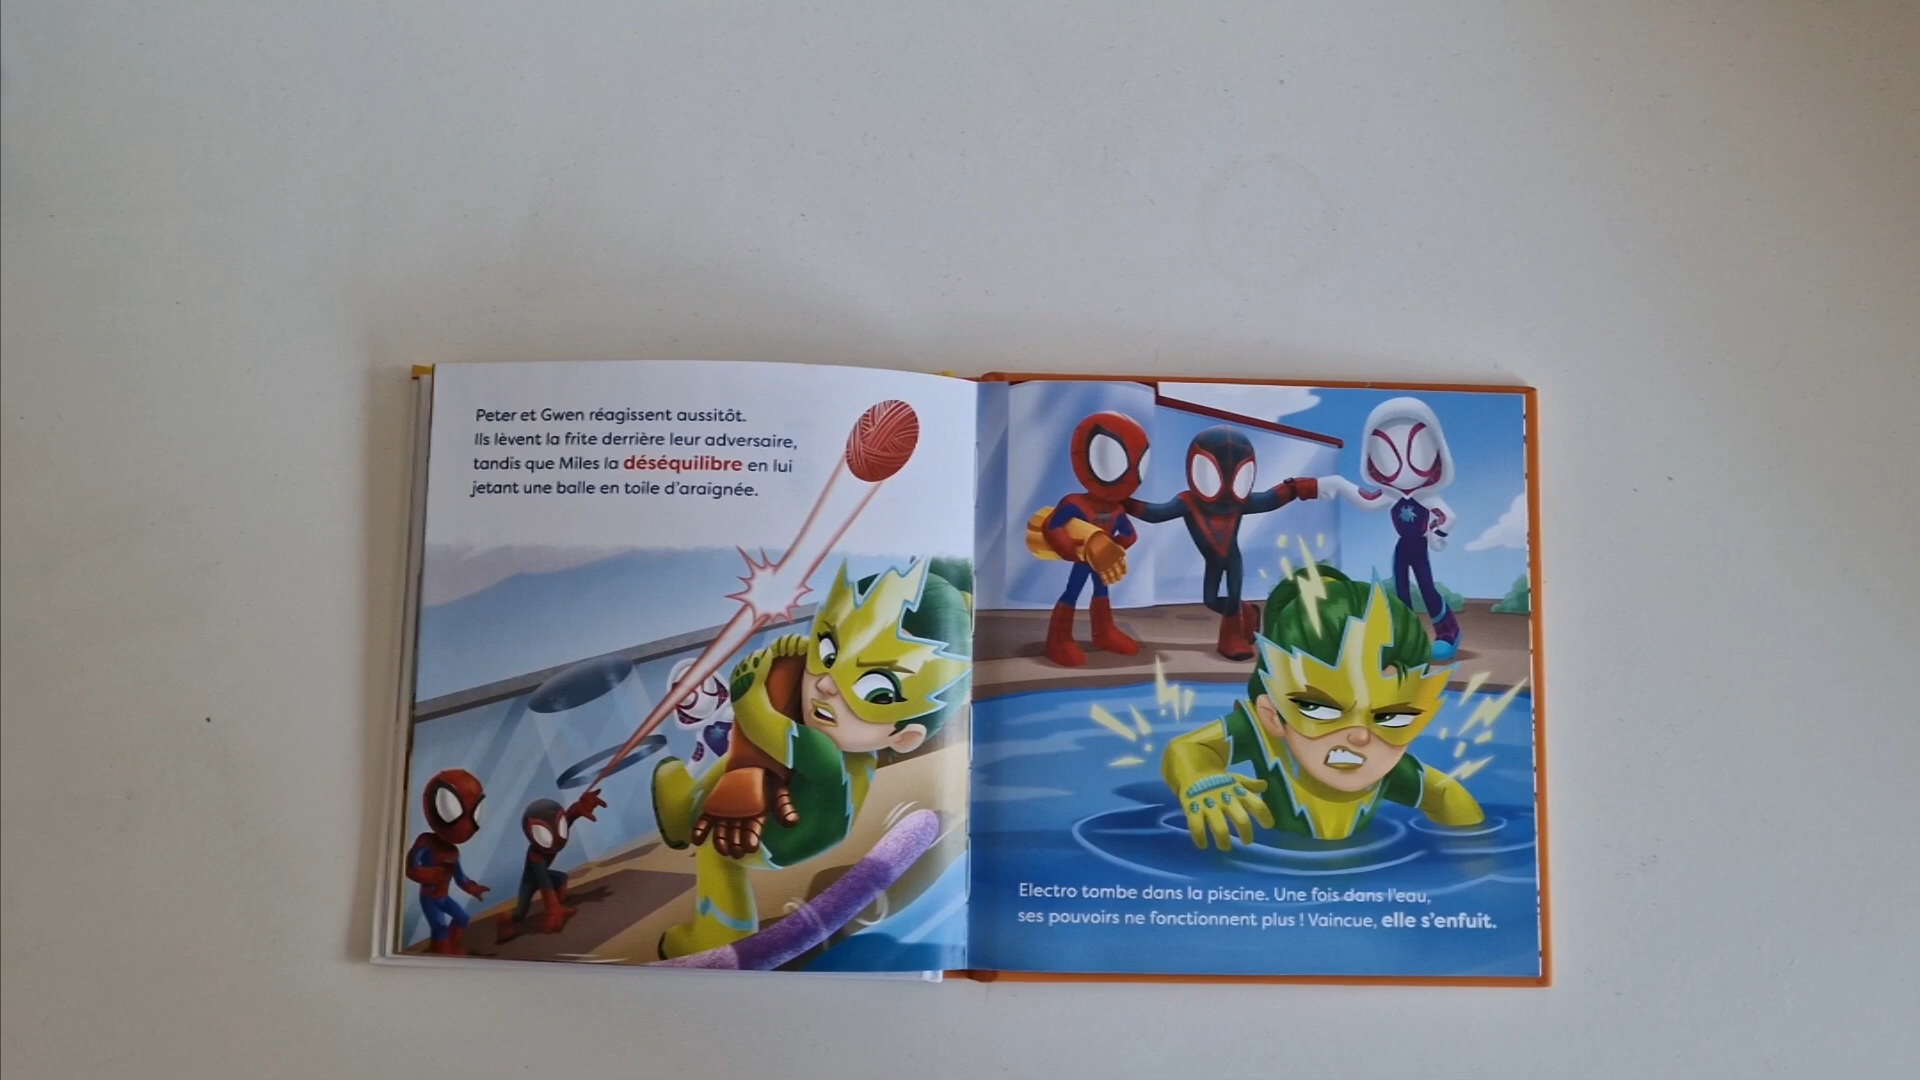 Peter et Gwen réagissent aussitôt.
Ils lèvent la frite derrière leur adversaire,
tandis que Miles la déséquilibre en lui
jetant une balle en toile d'araignée.
Electro tombe dans la piscine. Une fois dans l'eau,
ses pouvoirs ne fonctionnent plus ! Vaincue, elle s'enfuit.